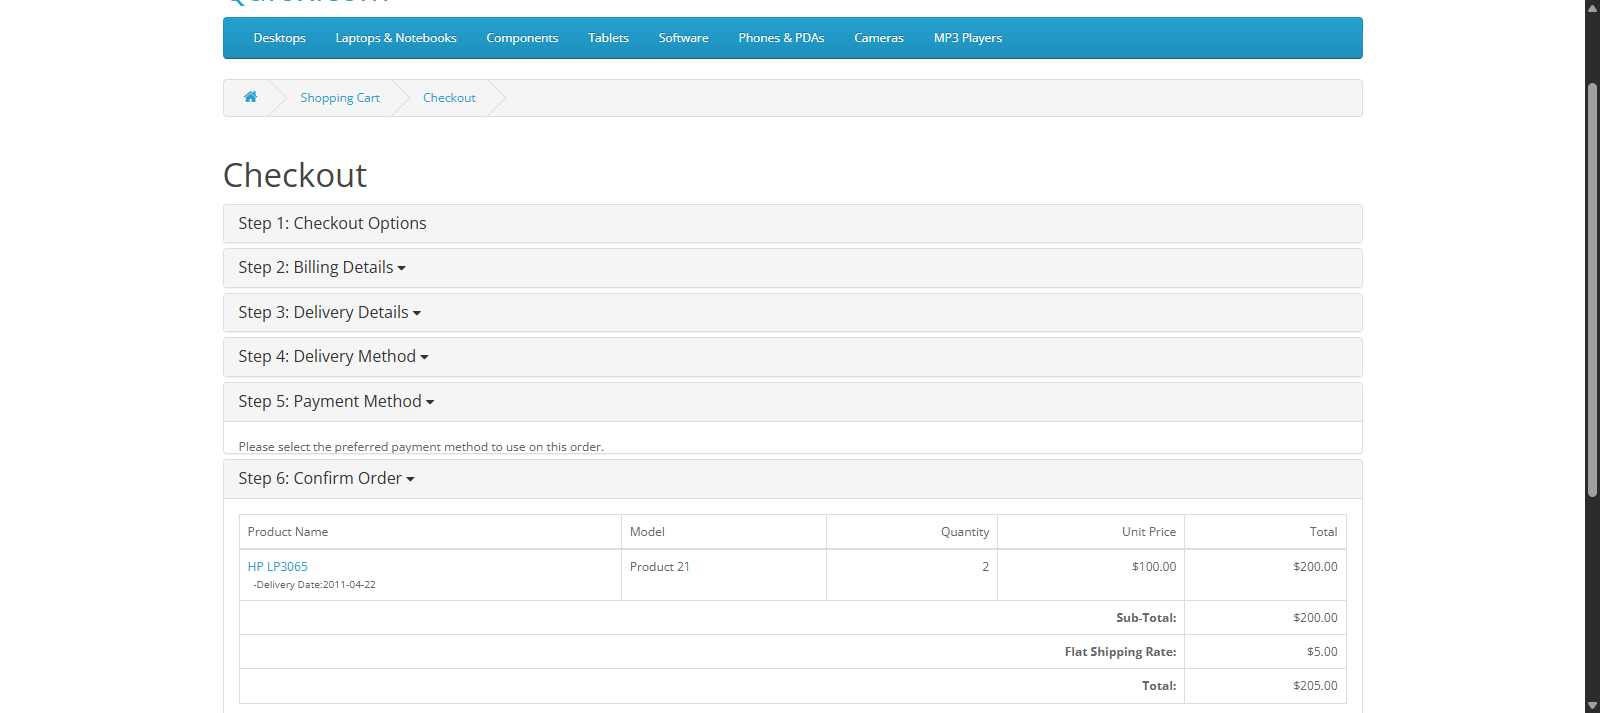 Desktops Laptops & Notebooks Components Tablets Software Phones & PDAs Cameras MP3 Players
Shopping Cart Checkout
Checkout
Step 1: Checkout Options
Step 2: Billing Details
Step 3: Delivery Details
Step 4: Delivery Method
Step 5: Payment Method
Please select the preferred payment method to use on this order.
Step 6: Confirm Order
Product Name Model Quantity Unit Price Total
HP LP3065 Product 21 2 $100.00 $200.00
-Delivery Date:2011-04-22
Sub-Total: $200.00
Flat Shipping Rate: $5.00
Total: $205.00